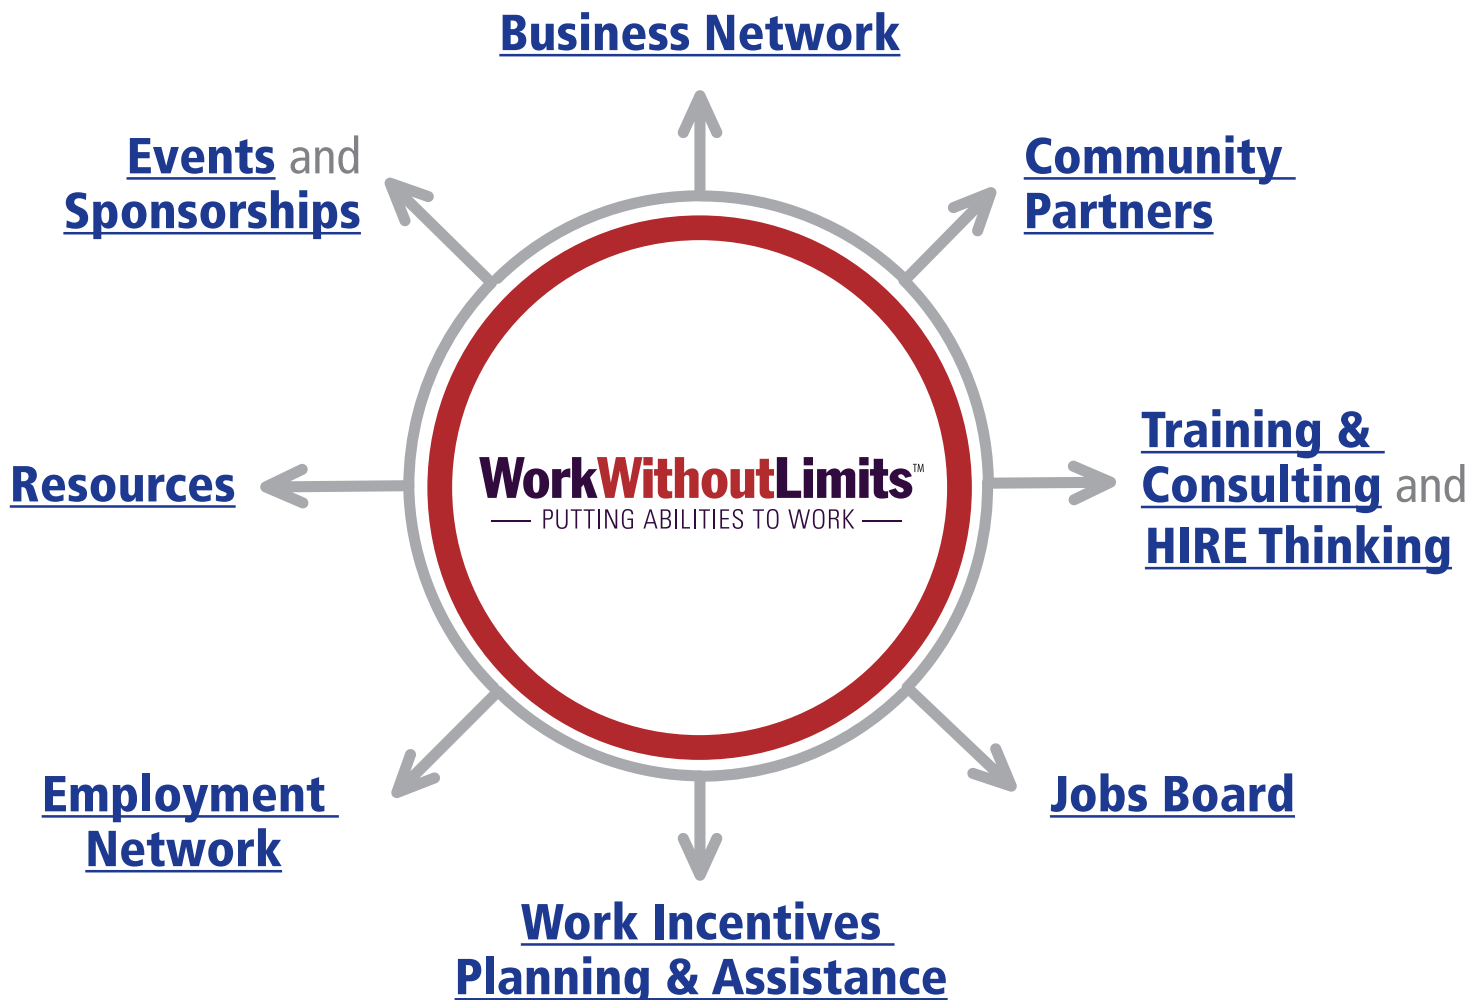 Business Network
Events and
Sponsorships
Community
Partners
Resources
WorkWithoutLimits™
PUTTING ABILITIES TO WORK
Training &
Consulting and
HIRE Thinking
Employment
Network
Jobs Board
Work Incentives
Planning & Assistance